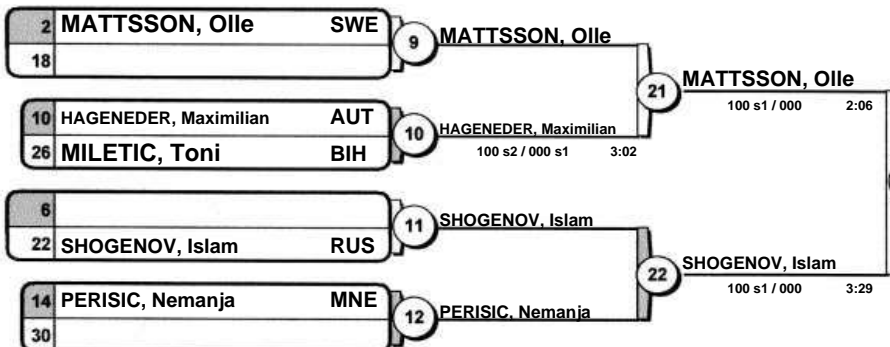 2 MATTSSON, Olle SWE
18
9 MATTSSON, Olle
10 HAGENEDER, Maximilian AUT
26 MILETIC, Toni BIH
10 HAGENEDER, Maximilian
100 s2 / 000 s1 3:02
21 MATTSSON, Olle
100 s1 / 000 2:06
6
22 SHOGENOV, Islam RUS
11 SHOGENOV, Islam
14 PERISIC, Nemanja MNE
30
12 PERISIC, Nemanja
22 SHOGENOV, Islam
100 s1 / 000 3:29